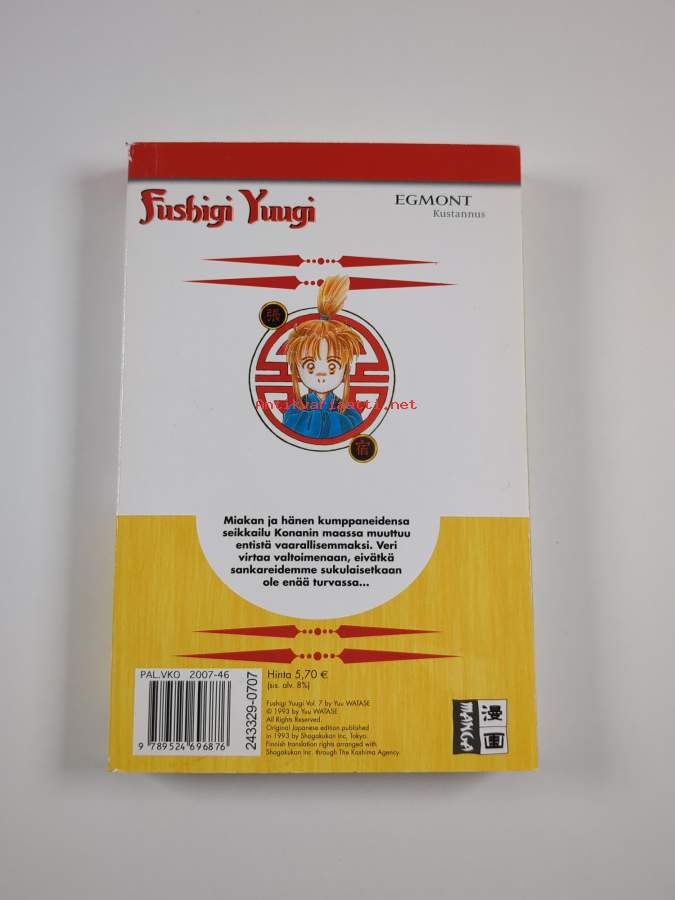 Fushigi Yuugi
EGMONT
Kustannus
張
Antikvariaatti.net
宿
Miakan ja hänen kumppaneidensa
seikkailu Konanin maassa muuttuu
entistä vaarallisemmaksi. Veri
virtaa valtoimenaan, eivätkä
sankareidemme sukulaisetkaan
ole enää turvassa...
PAL.VKO 2007-46
9 789524 696876
243329-0707
Hinta 5,70 €
(sis. alv. 8%)
Fushigi Yuugi Vol. 7 by Yuu WATASE
© 1993 by Yuu WATASE.
All Rights Reserved.
Original Japanese edition published
in 1993 by Shogakukan Inc, Tokyo.
Finnish translation rights arranged with
Shogakukan Inc. through The Kashima Agency.
MANGA
漫画